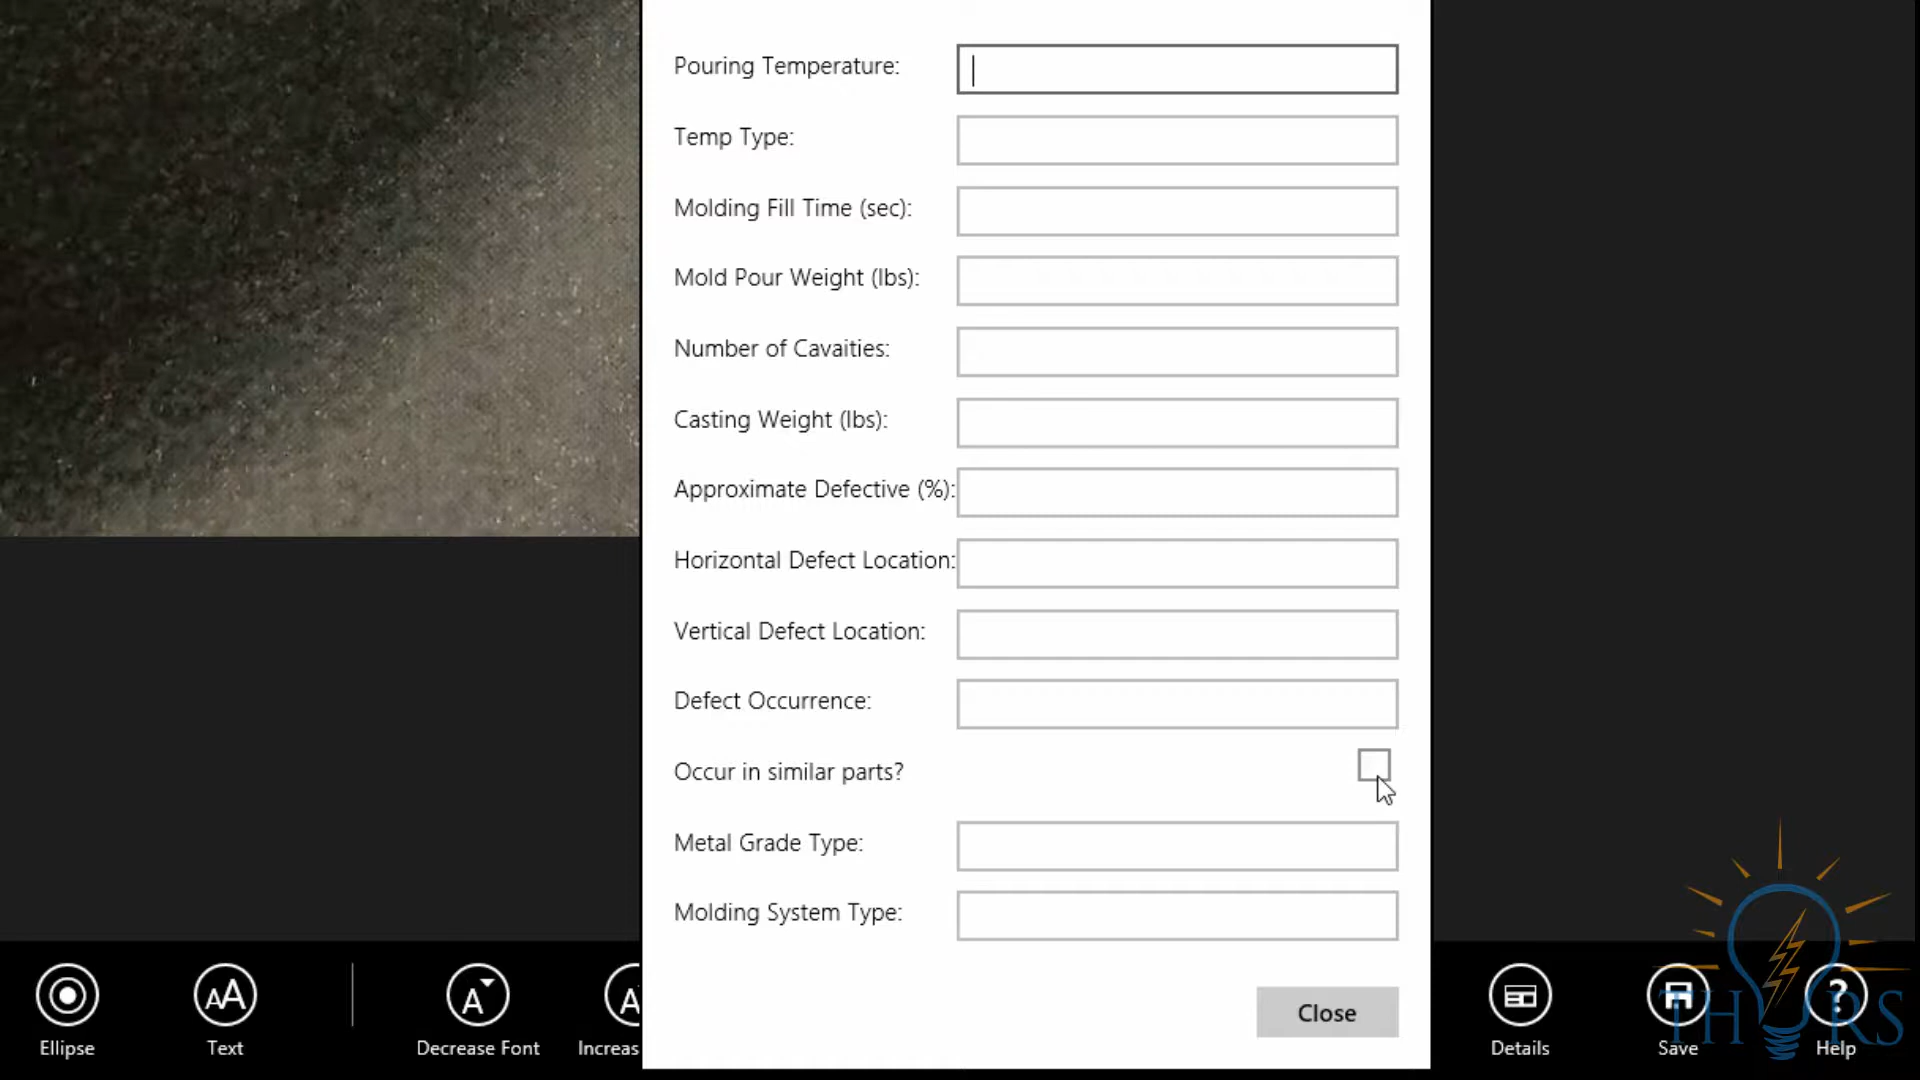 Pouring Temperature:
Temp Type:
Molding Fill Time (sec):
Mold Pour Weight (lbs):
Number of Cavaities:
Casting Weight (lbs):
Approximate Defective (%):
Horizontal Defect Location:
Vertical Defect Location:
Defect Occurrence:
Occur in similar parts?
Metal Grade Type:
Molding System Type:
Close
Ellipse
Text
Decrease Font
Increas
Details
Save
Help
THORS